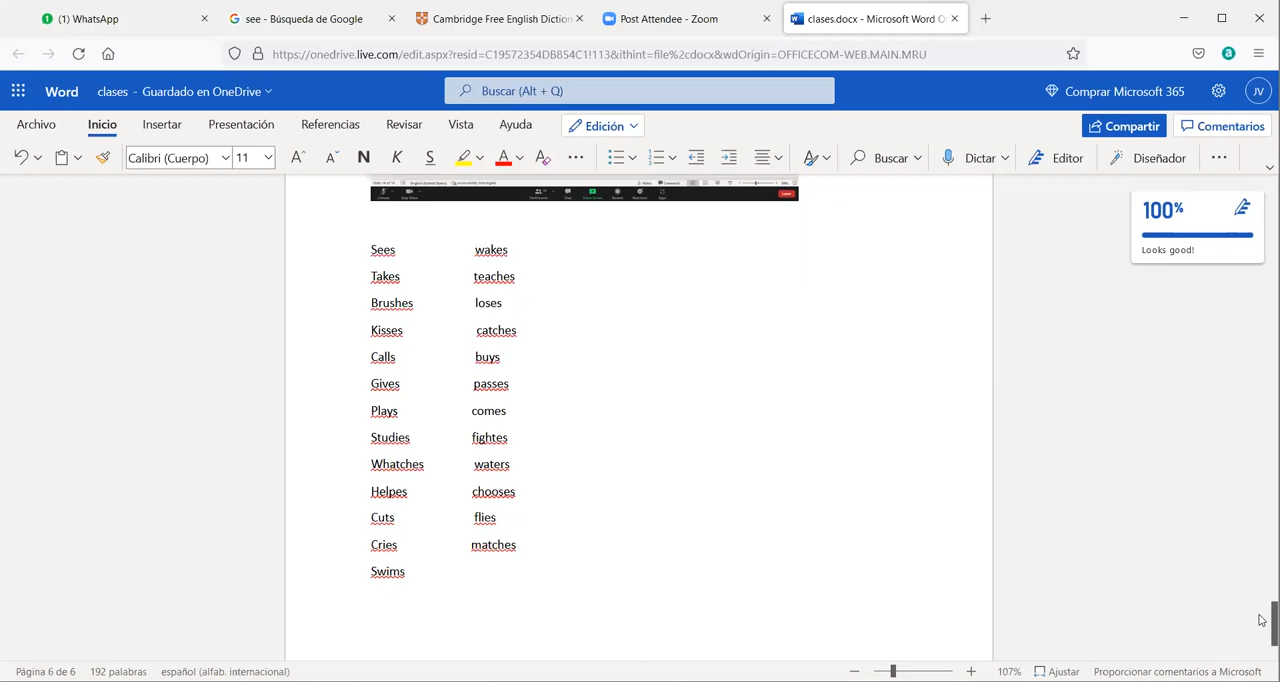 (1) WhatsApp
see - Búsqueda de Google
Cambridge Free English Diction
Post Attendee - Zoom
clases.docx - Microsoft Word O
https://onedrive.live.com/edit.aspx?resid=C19572354DB854C1!113&ithint=file%2cdocx&wdOrigin=OFFICECOM-WEB.MAIN.MRU
Word clases - Guardado en OneDrive
Buscar (Alt + Q)
Comprar Microsoft 365
JV
Archivo Inicio Insertar Presentación Referencias Revisar Vista Ayuda Edición Compartir Comentarios
Calibri (Cuerpo) 11 N K S Buscar Dictar Editor Diseñador
100%
Looks good!
Sees wakes
Takes teaches
Brushes loses
Kisses catches
Calls buys
Gives passes
Plays comes
Studies fightes
Whatches waters
Helpes chooses
Cuts flies
Cries matches
Swims
Página 6 de 6 192 palabras español (alfab. internacional) 107% Ajustar Proporcionar comentarios a Microsoft